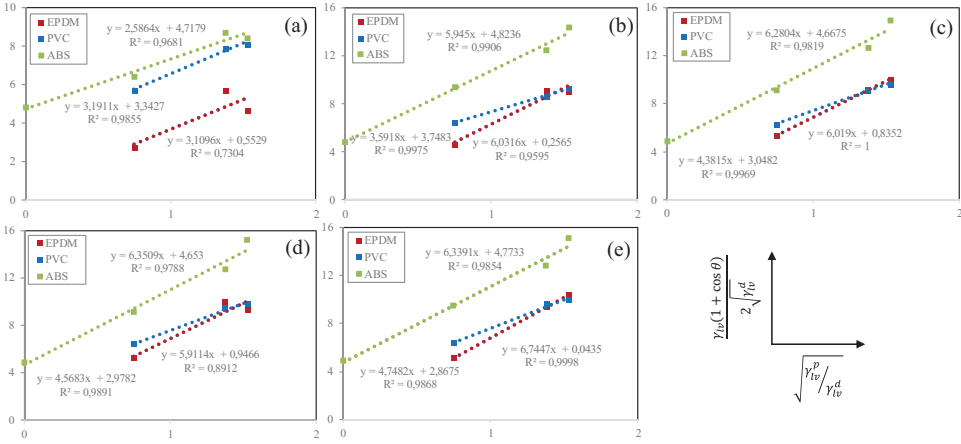 (a)
EPDM
PVC
ABS
y = 2,5864x + 4,7179
R² = 0,9681
y = 3,1911x + 3,3427
R² = 0,9855
y = 3,1096x + 0,5529
R² = 0,7304
10
8
6
4
2
0
0 1 2
(b)
EPDM
PVC
ABS
y = 5,945x + 4,8236
R² = 0,9906
y = 3,5918x + 3,7483
R² = 0,9975
y = 6,0316x + 0,2565
R² = 0,9595
16
12
8
4
0
0 1 2
(c)
EPDM
PVC
ABS
y = 6,2804x + 4,6675
R² = 0,9819
y = 6,019x + 0,8352
R² = 1
y = 4,3815x + 3,0482
R² = 0,9969
16
12
8
4
0
0 1 2
(d)
EPDM
PVC
ABS
y = 6,3509x + 4,653
R² = 0,9788
y = 5,9114x + 0,9466
R² = 0,8912
y = 4,5683x + 2,9782
R² = 0,9891
16
12
8
4
0
0 1 2
(e)
EPDM
PVC
ABS
y = 6,3391x + 4,7733
R² = 0,9854
y = 6,7447x + 0,0435
R² = 0,9998
y = 4,7482x + 2,8675
R² = 0,9868
16
12
8
4
0
0 1 2
γ_lv(1 + cos θ) / 2√γ_lv^d
√γ_lv^p/γ_lv^d